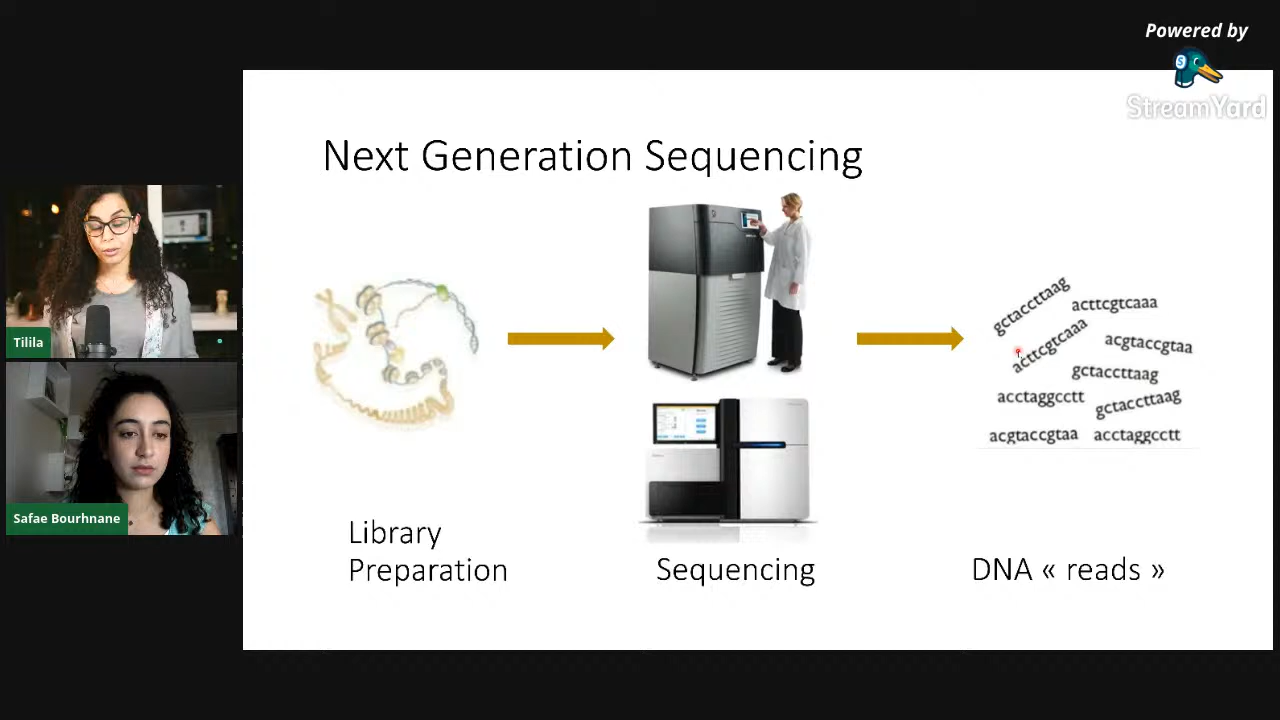 Powered by
StreamYard
Next Generation Sequencing
Tilila
Safae Bourhnane
gctaccttaag
acttcgtcaaa
acttcgtcaaa
acgtaccgtaa
gctaccttaag
acctaggcctt
gctaccttaag
acgtaccgtaa
acctaggcctt
Library
Preparation
Sequencing
DNA « reads »